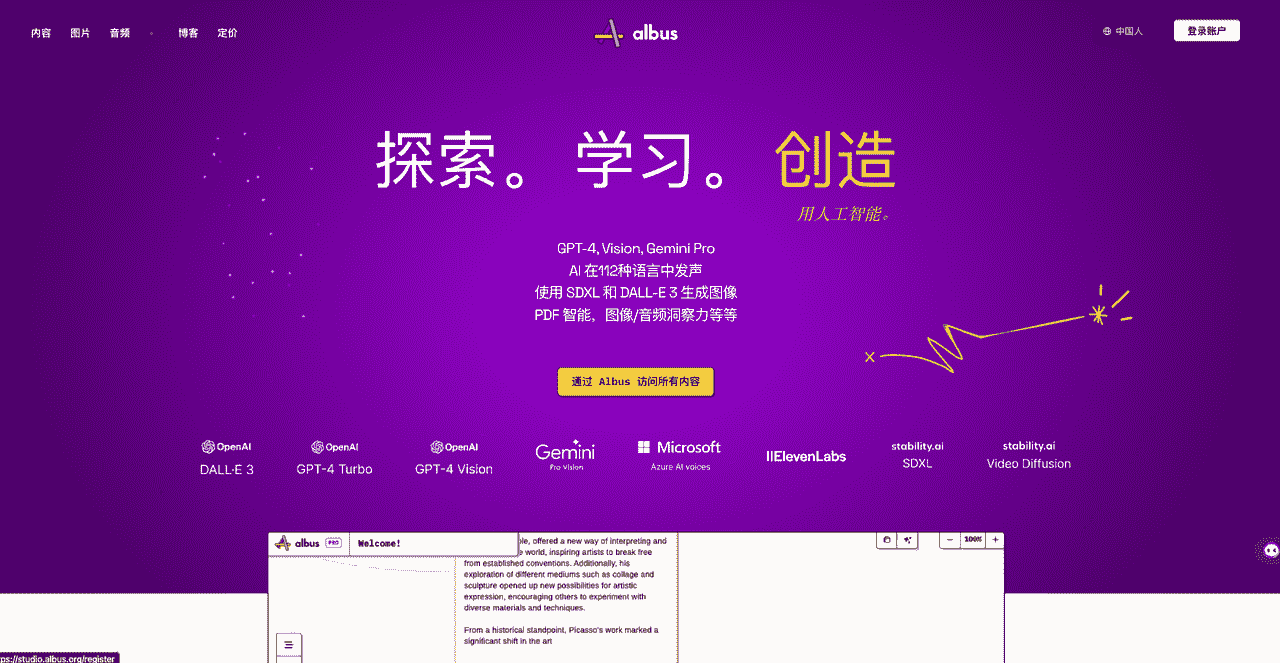 内容 图片 音频 博客 定价
albus
中国人
登录账户
探索。 学习。 创造
用人工智能。
GPT-4, Vision, Gemini Pro
AI 在112种语言中发声
使用 SDXL 和 DALL-E 3 生成图像
PDF 智能，图像/音频洞察力等等
通过 Albus 访问所有内容
OpenAI
DALL·E 3
OpenAI
GPT-4 Turbo
OpenAI
GPT-4 Vision
Gemini
Pro Vision
Microsoft
Azure AI voices
IIElevenLabs
stability.ai
SDXL
stability.ai
Video Diffusion
albus PRO Welcome!
100%
ple, offered a new way of interpreting and
e world, inspiring artists to break free
from established conventions. Additionally, his
exploration of different mediums such as collage and
sculpture opened up new possibilities for artistic
expression, encouraging others to experiment with
diverse materials and techniques.
From a historical standpoint, Picasso's work marked a
significant shift in the art
ps://studio.albus.org/register